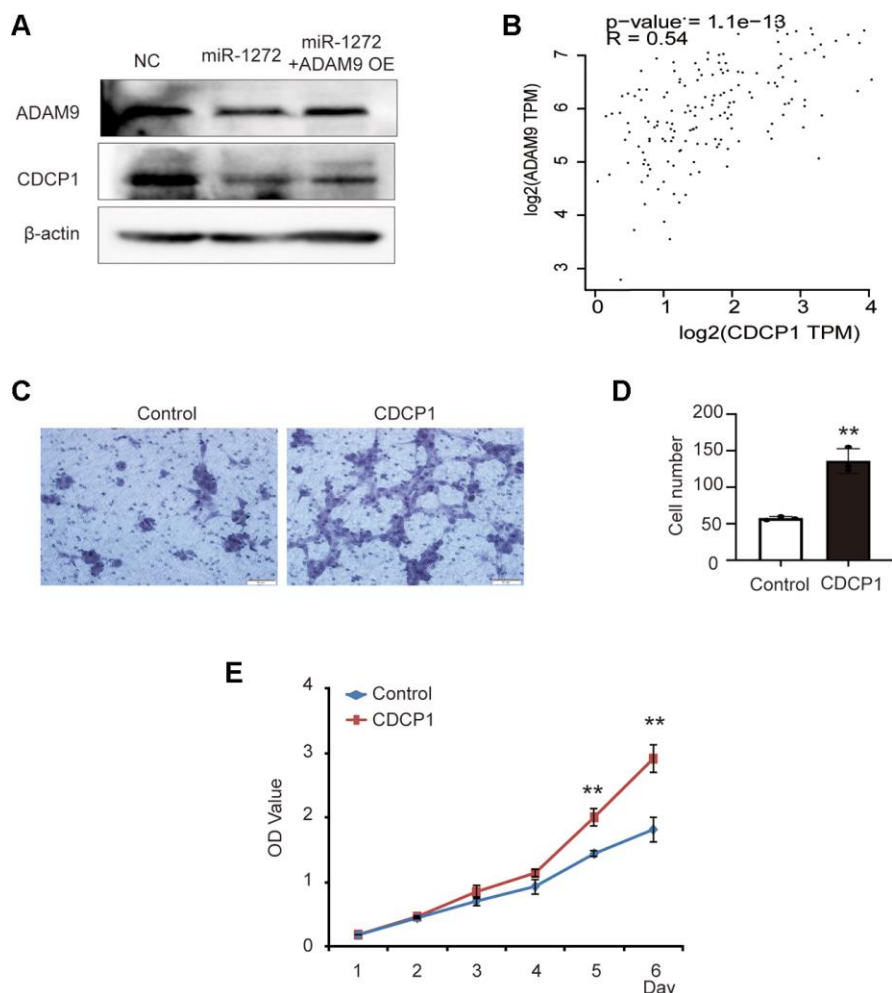 A
NC
miR-1272
miR-1272
+ADAM9 OE
ADAM9
CDCP1
β-actin
B
p-value = 1.1e-13
R = 0.54
7
6
5
4
3
log2(ADAM9 TPM)
0 1 2 3 4
log2(CDCP1 TPM)
C
Control
CDCP1
D
200
150
100
50
0
Cell number
**
Control
CDCP1
E
Control
CDCP1
4
3
2
1
0
OD Value
**
**
1 2 3 4 5 6
Day